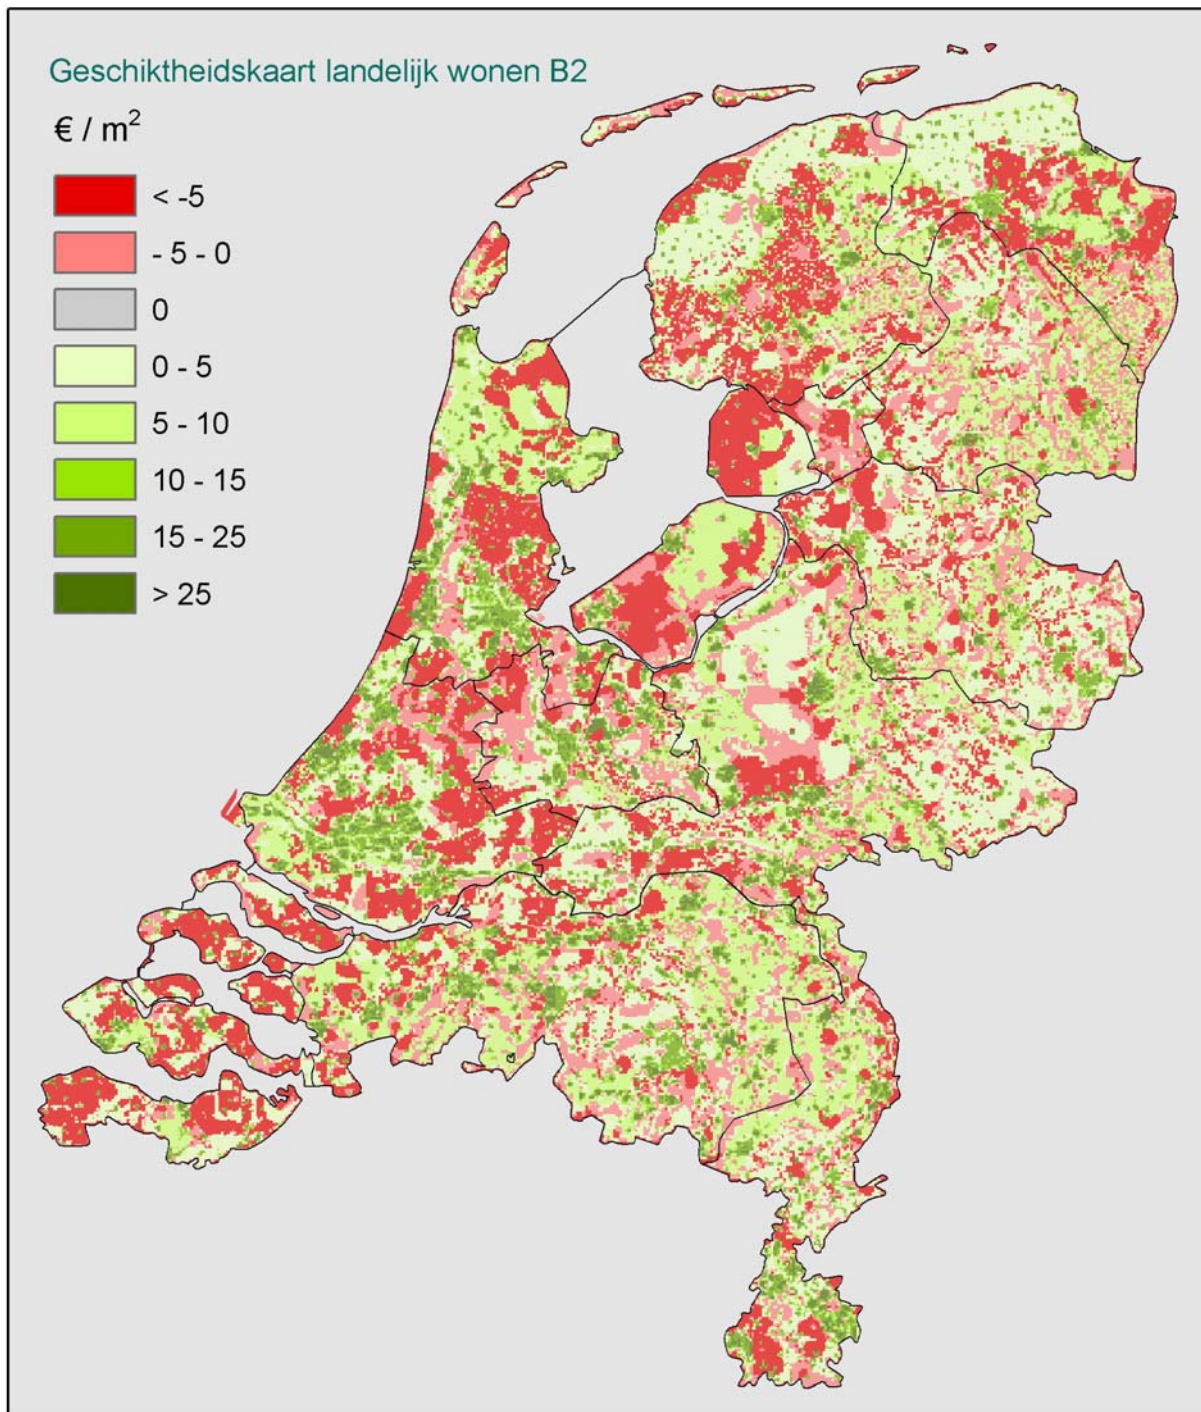 Geschiktheidskaart landelijk wonen B2
€ / m²
< -5
- 5 - 0
0
0 - 5
5 - 10
10 - 15
15 - 25
> 25